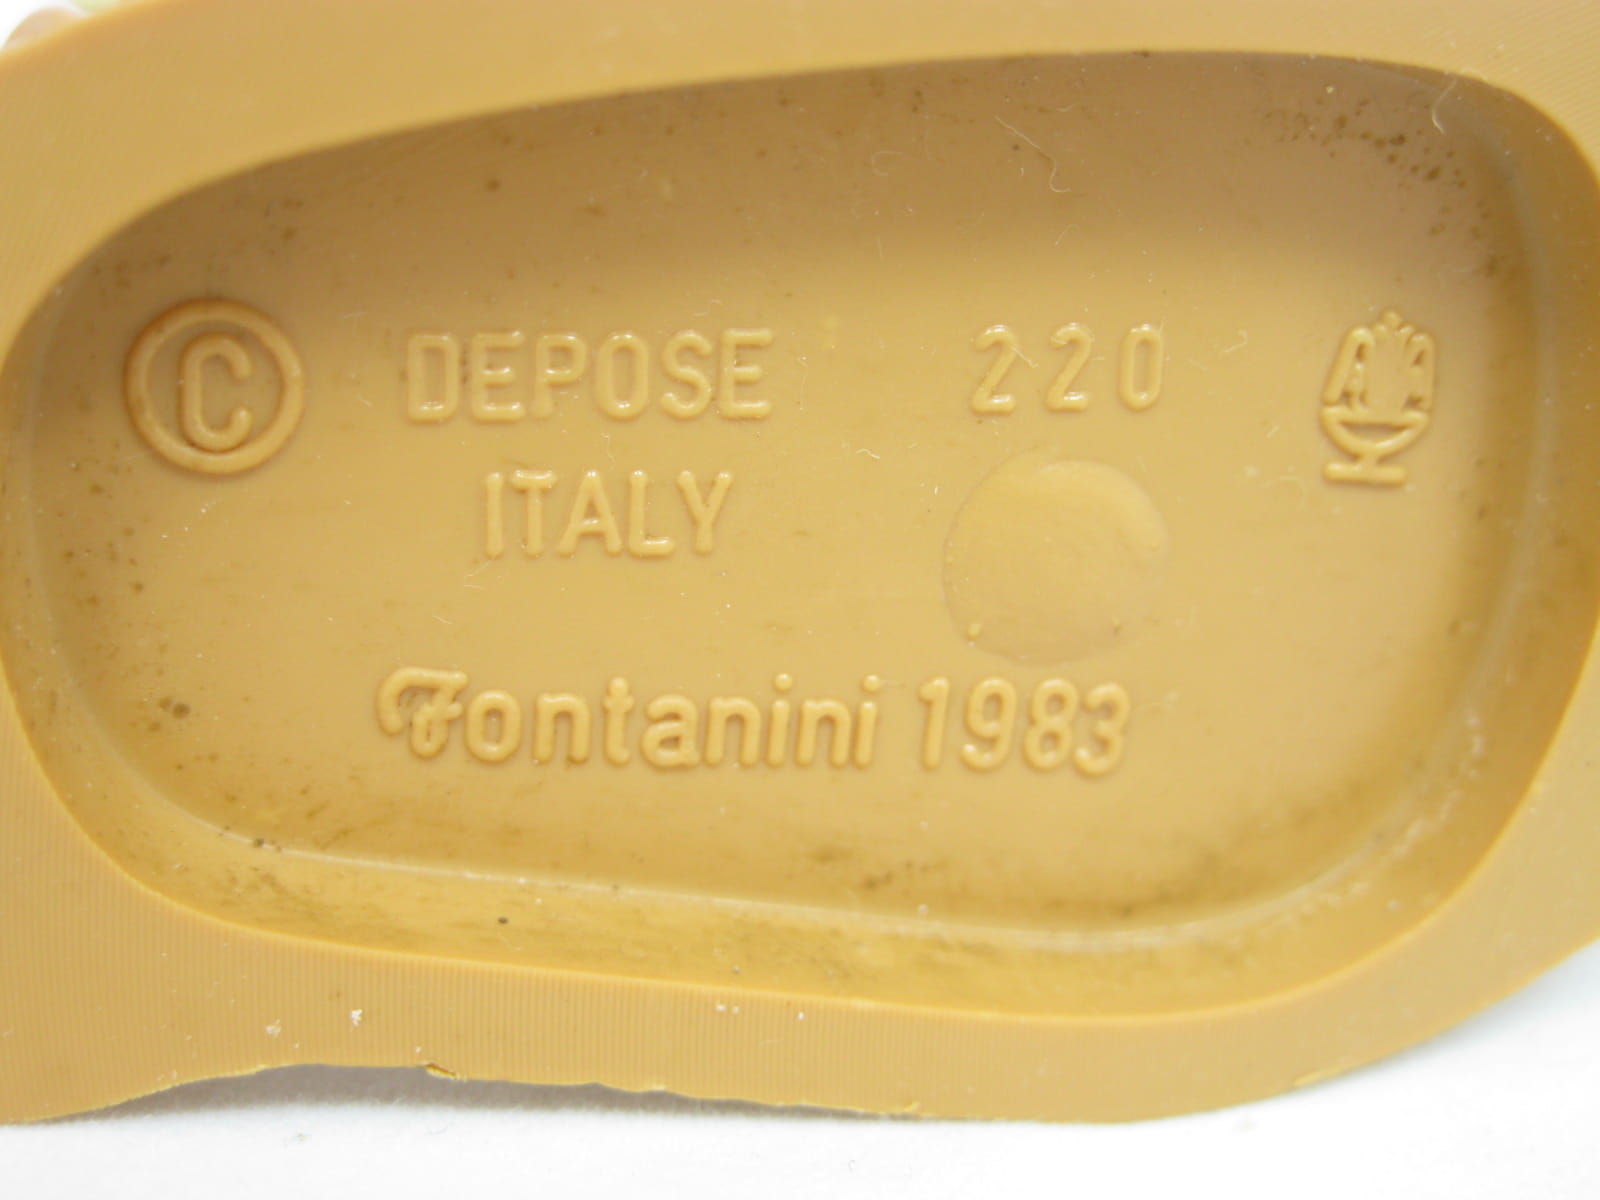 © DEPOSE 220
ITALY
Fontanini 1983